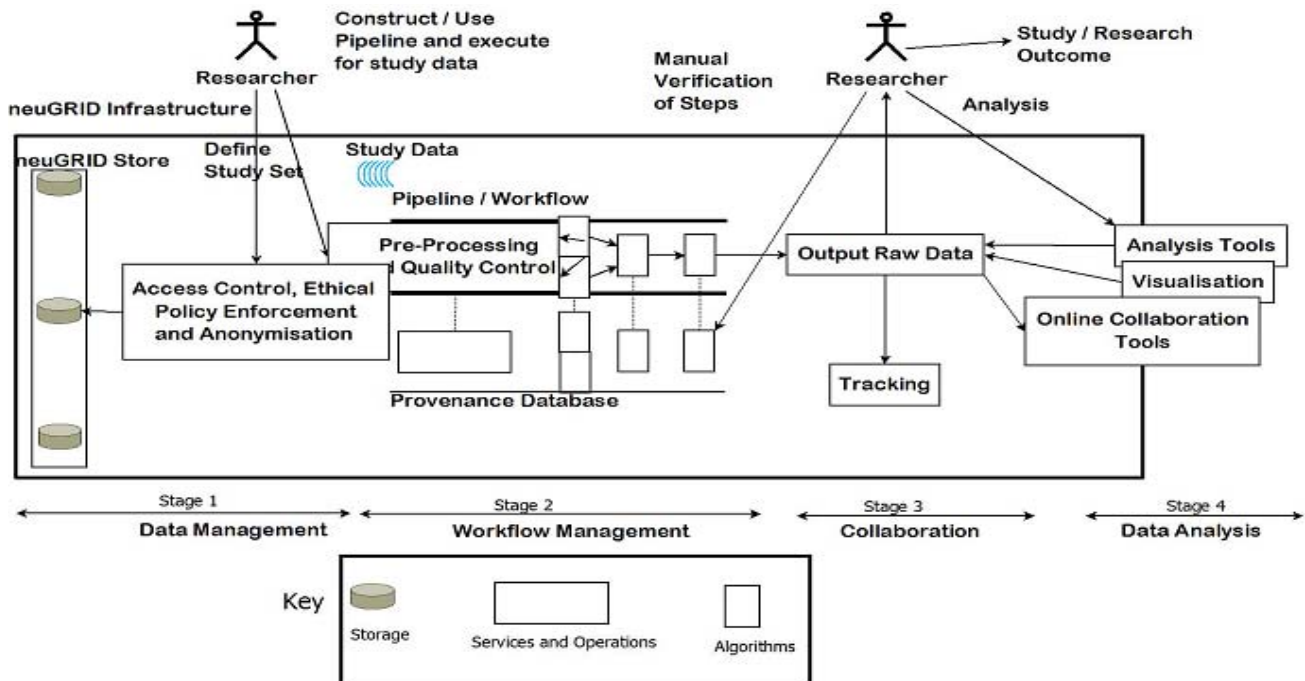 Construct / Use
Pipeline and execute
for study data
Researcher
Manual
Verification
of Steps
Researcher
Study / Research
Outcome
Analysis
neuGRID Infrastructure
neuGRID Store
Define
Study Set
Study Data
Pipeline / Workflow
Pre-Processing
d Quality Control
Access Control, Ethical
Policy Enforcement
and Anonymisation
Output Raw Data
Analysis Tools
Visualisation
Online Collaboration
Tools
Tracking
Provenance Database
Stage 1
Data Management
Stage 2
Workflow Management
Stage 3
Collaboration
Stage 4
Data Analysis
Key
Storage
Services and Operations
Algorithms